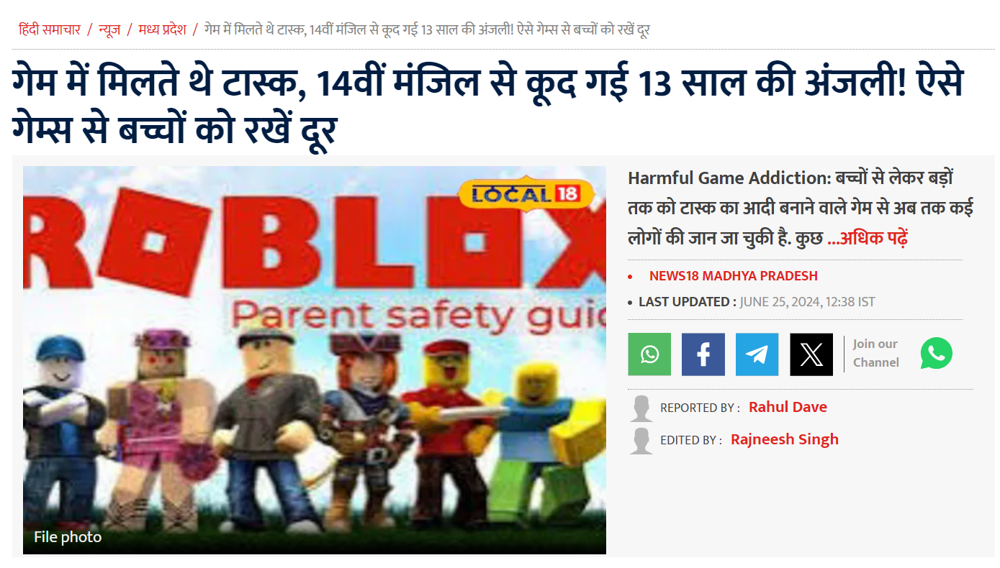 हिंदी समाचार / न्यूज / मध्य प्रदेश / गेम में मिलते थे टास्क, 14वीं मंजिल से कूद गई 13 साल की अंजली! ऐसे गेम्स से बच्चों को रखें दूर
गेम में मिलते थे टास्क, 14वीं मंजिल से कूद गई 13 साल की अंजली! ऐसे
गेम्स से बच्चों को रखें दूर
LOCAL 18
ROBLOX
Parent safety guid
File photo
Harmful Game Addiction: बच्चों से लेकर बड़ों
तक को टास्क का आदी बनाने वाले गेम से अब तक कई
लोगों की जान जा चुकी है. कुछ ...अधिक पढ़ें
• NEWS18 MADHYA PRADESH
• LAST UPDATED : JUNE 25, 2024, 12:38 IST
Join our
Channel
REPORTED BY : Rahul Dave
EDITED BY : Rajneesh Singh